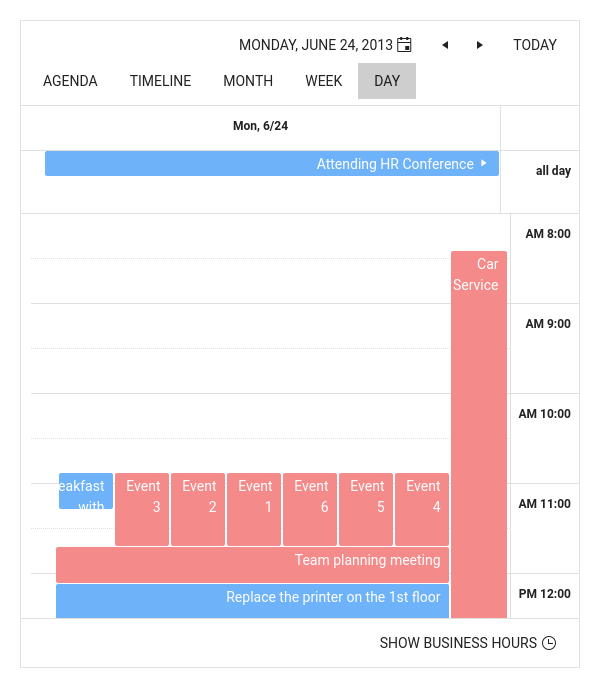 MONDAY, JUNE 24, 2013
TODAY
AGENDA
TIMELINE
MONTH
WEEK
DAY
Mon, 6/24
Attending HR Conference
all day
AM 8:00
Car
Service
AM 9:00
AM 10:00
eakfast
with
Event
3
Event
2
Event
1
Event
6
Event
5
Event
4
AM 11:00
Team planning meeting
Replace the printer on the 1st floor
PM 12:00
SHOW BUSINESS HOURS